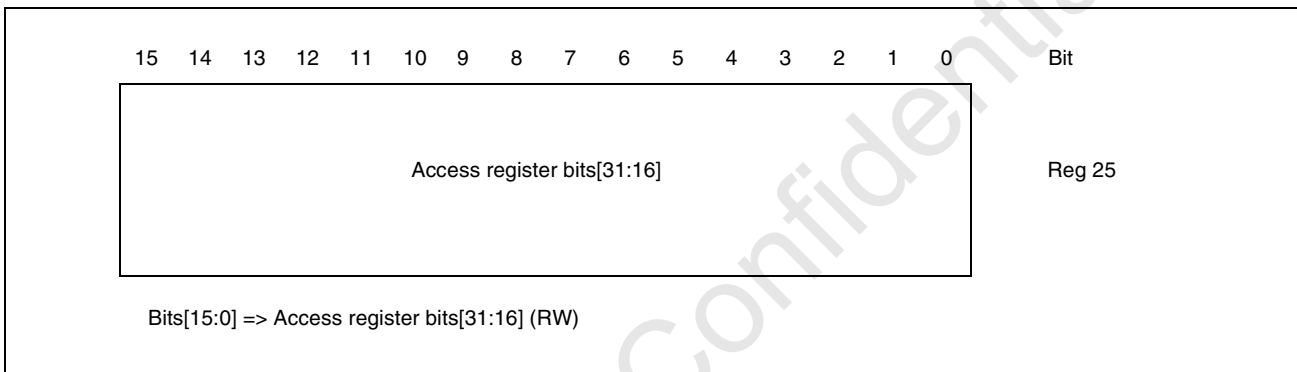 15 14 13 12 11 10 9 8 7 6 5 4 3 2 1 0 Bit
Access register bits[31:16] Reg 25
Bits[15:0] => Access register bits[31:16] (RW)
Confidential